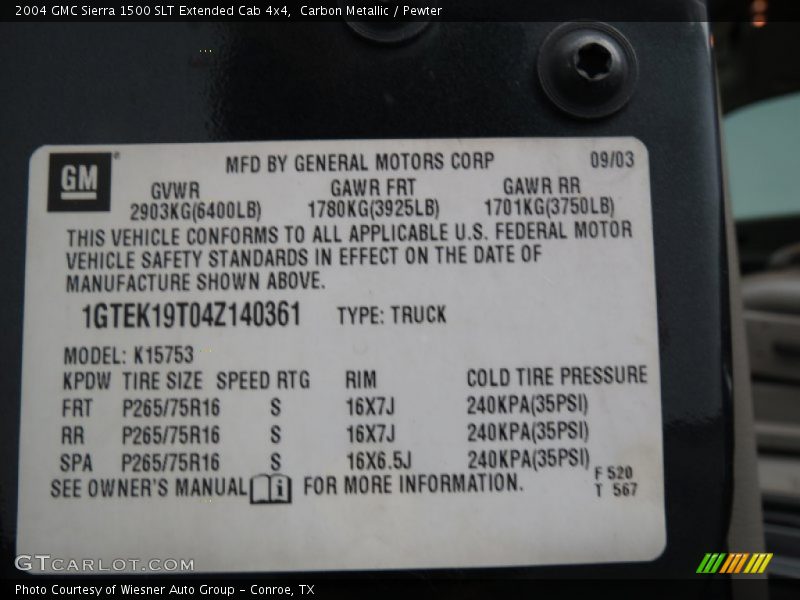 2004 GMC Sierra 1500 SLT Extended Cab 4x4, Carbon Metallic / Pewter
GM
MFD BY GENERAL MOTORS CORP 09/03
GVWR GAWR FRT GAWR RR
2903KG(6400LB) 1780KG(3925LB) 1701KG(3750LB)
THIS VEHICLE CONFORMS TO ALL APPLICABLE U.S. FEDERAL MOTOR
VEHICLE SAFETY STANDARDS IN EFFECT ON THE DATE OF
MANUFACTURE SHOWN ABOVE.
1GTEK19T04Z140361 TYPE: TRUCK
MODEL: K15753
KPDW TIRE SIZE SPEED RTG RIM COLD TIRE PRESSURE
FRT P265/75R16 S 16X7J 240KPA(35PSI)
RR P265/75R16 S 16X7J 240KPA(35PSI)
SPA P265/75R16 S 16X6.5J 240KPA(35PSI)
SEE OWNER'S MANUAL i FOR MORE INFORMATION.
F 520
T 567
GTCARLOT.COM
Photo Courtesy of Wiesner Auto Group - Conroe, TX